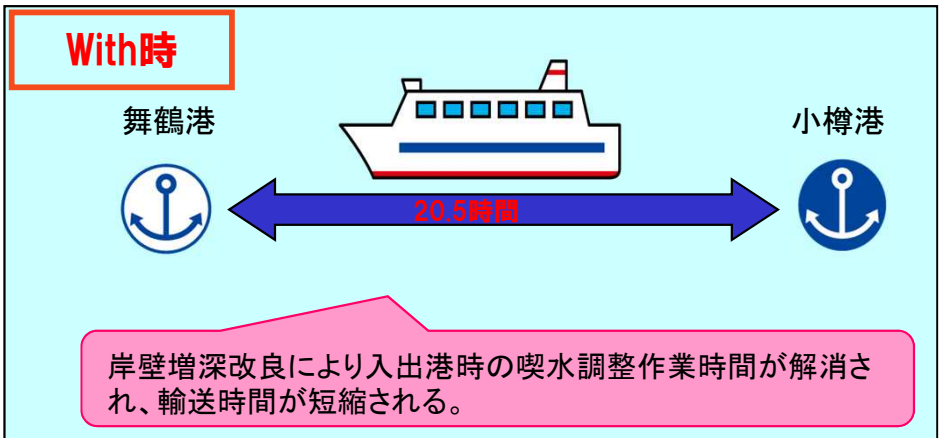 With時
舞鶴港
小樽港
20.5時間
岸壁増深改良により入出港時の喫水調整作業時間が解消さ
れ、輸送時間が短縮される。